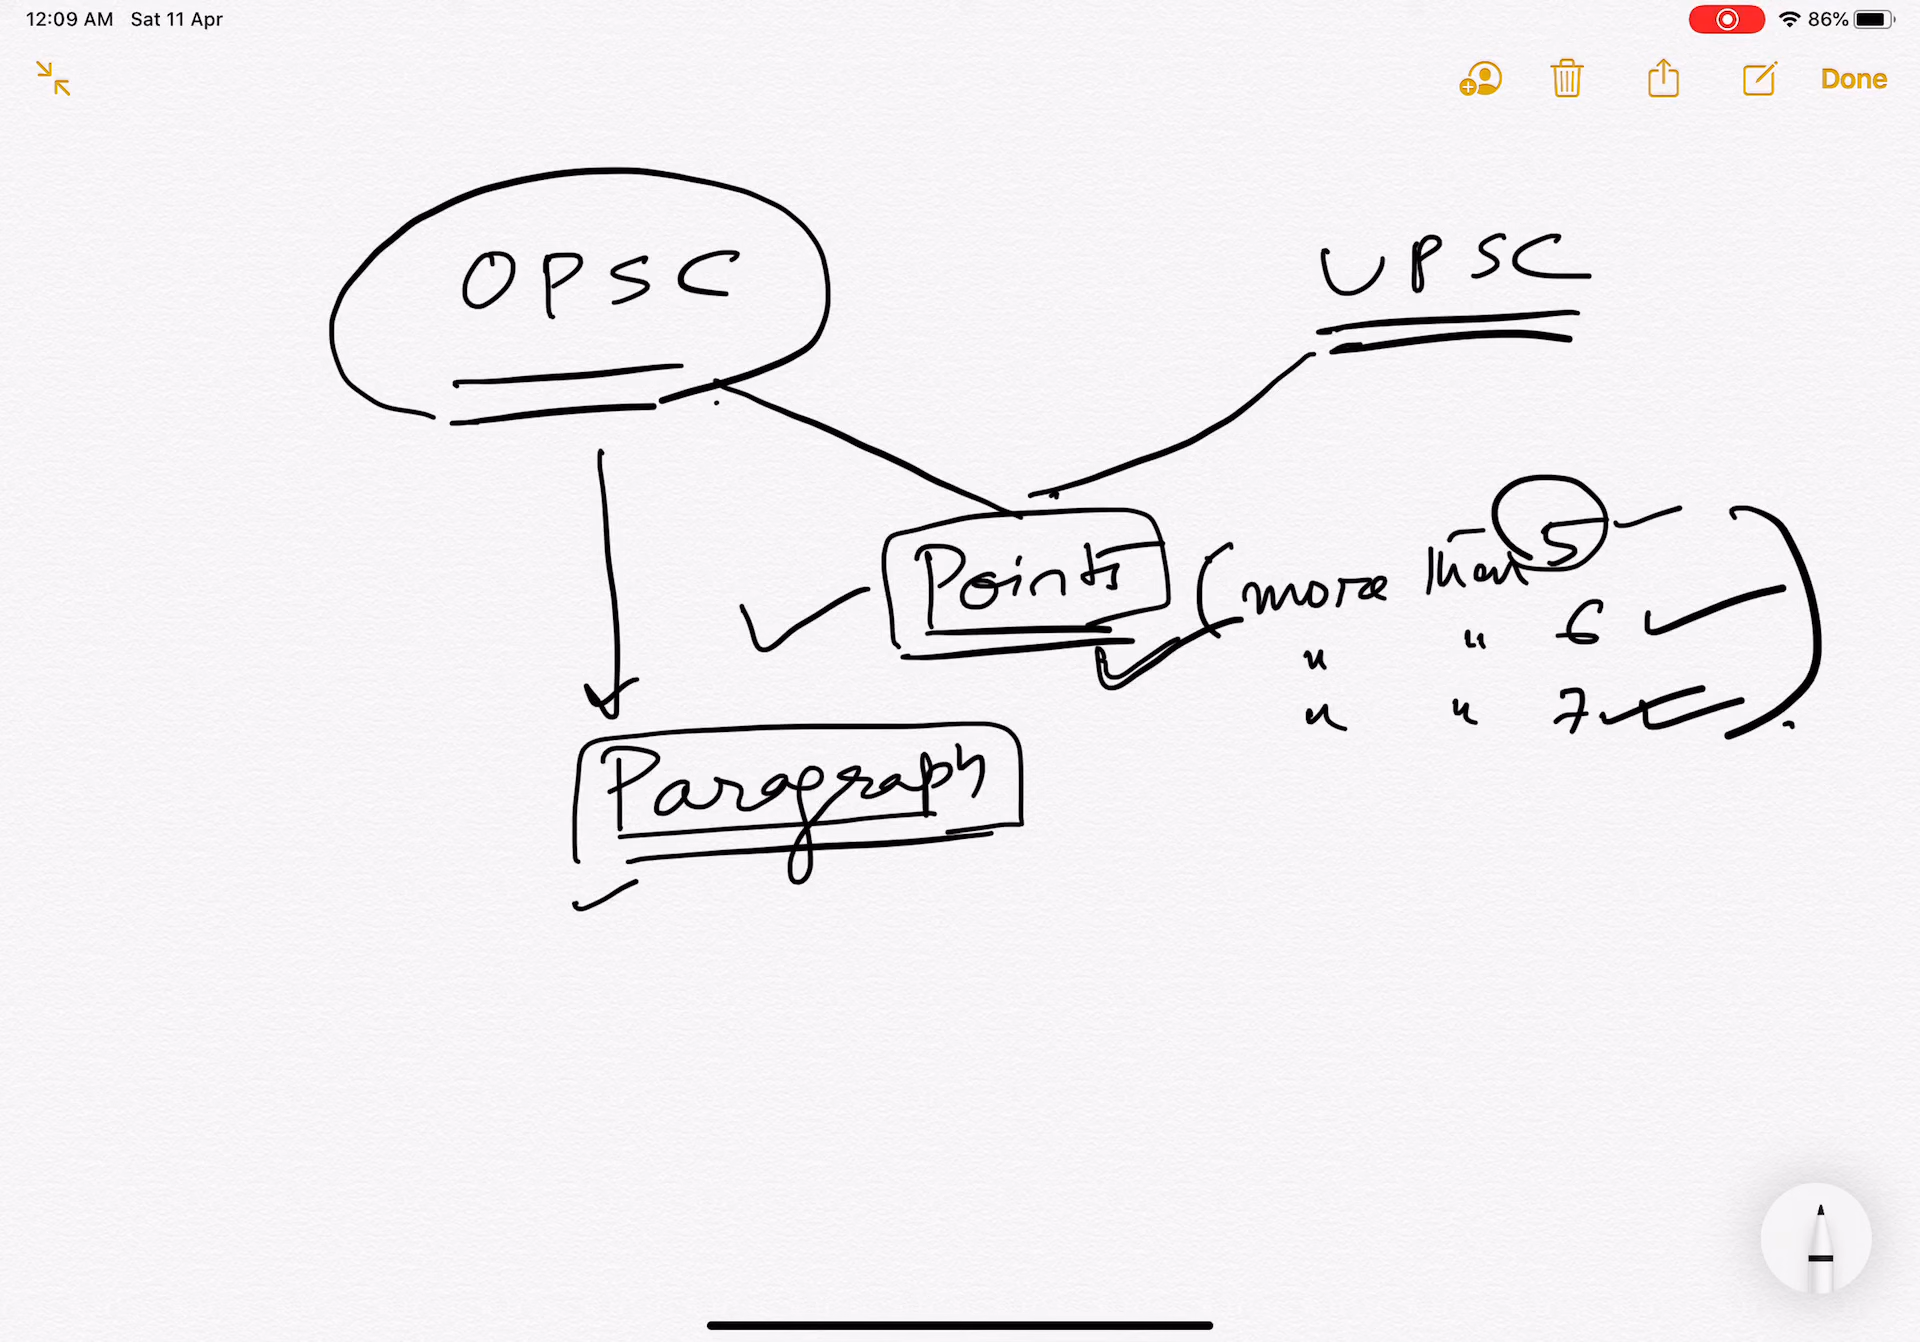 12:09 AM Sat 11 Apr 86%
Done
OPSC
UPSC
Points (more than 5
" " 6
" " 7)
Paragraph